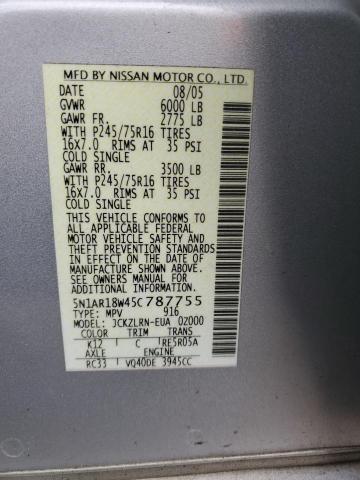 MFD BY NISSAN MOTOR CO., LTD.
DATE 08/05
GVWR 6000 LB
GAWR FR. 2775 LB
WITH P245/75R16 TIRES
16X7.0 RIMS AT 35 PSI
COLD SINGLE
GAWR RR. 3500 LB
WITH P245/75R16 TIRES
16X7.0 RIMS AT 35 PSI
COLD SINGLE
THIS VEHICLE CONFORMS TO
ALL APPLICABLE FEDERAL
MOTOR VEHICLE SAFETY,
AND THEFT PREVENTION STANDARDS
IN EFFECT ON THE DATE OF
MANUFACTURE SHOWN ABOVE.
SEE OWNERS MANUAL FOR
ADDITIONAL INFORMATION.
5N1AR18W45C787755
TYPE: MPV 916
MODEL: 3CKZLRN-EUA 0Z000
COLOR TRIM TRANS
K12 C RE5R05A
AXLE ENGINE
RC33 VQ40DE 3945CC